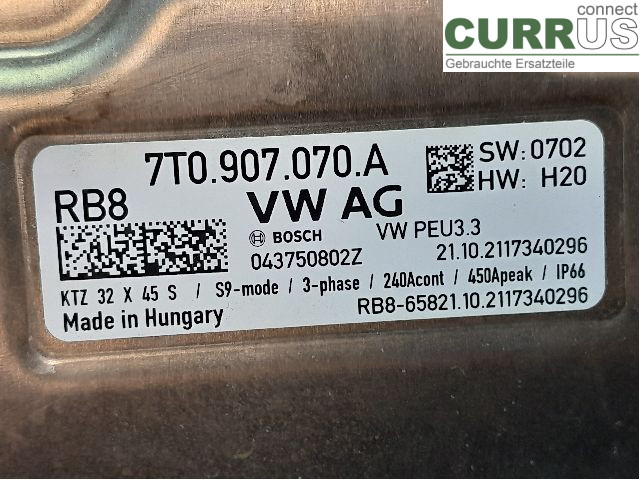 connect
CURRUS
Gebrauchte Ersatzteile
7T0.907.070.A
SW:0702
HW: H20
RB8
VW AG
BOSCH
VW PEU3.3
043750802Z
21.10.2117340296
KTZ 32 X 45 S / S9-mode / 3-phase / 240Acont / 450Apeak / IP66
Made in Hungary
RB8-65821.10.2117340296